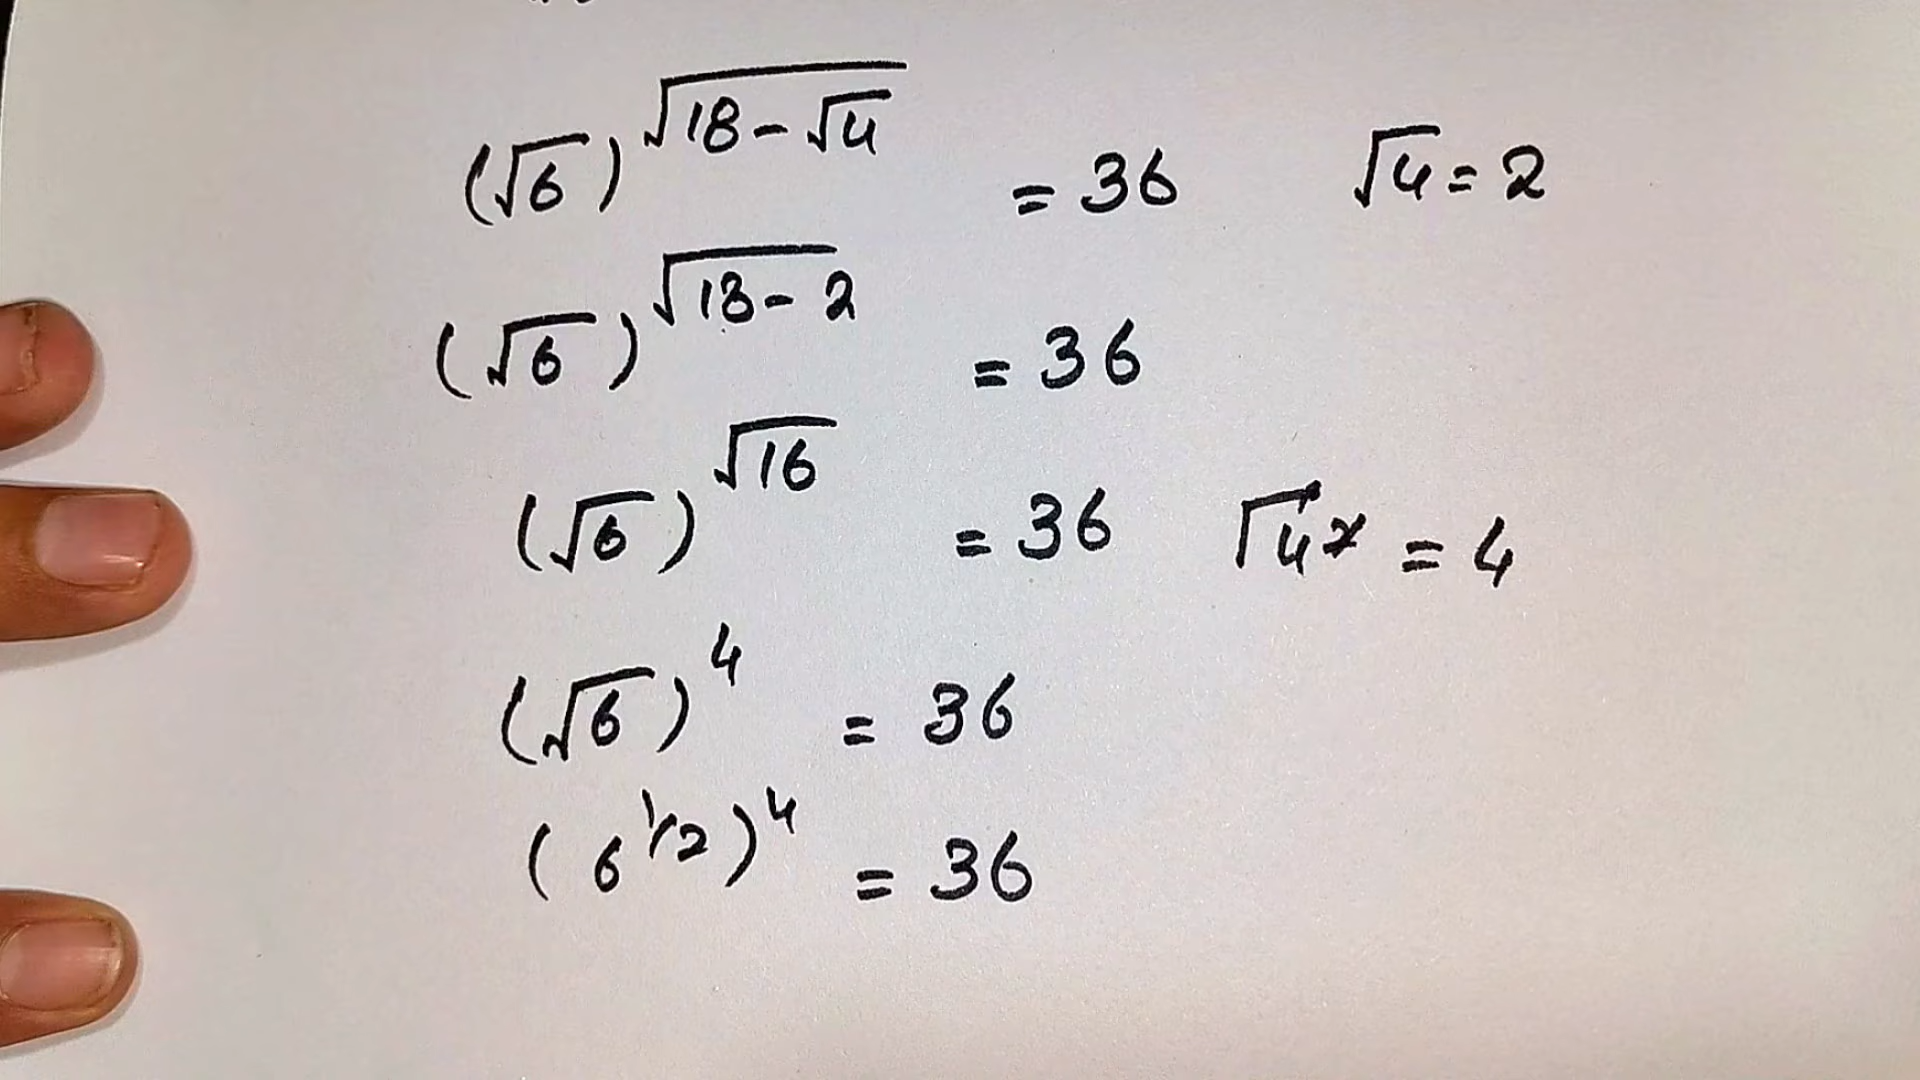 (√6)^√(18-√4) = 36 √4 = 2
(√6)^√(18-2) = 36
(√6)^√16 = 36 √4² = 4
(√6)^4 = 36
(6^1/2)^4 = 36